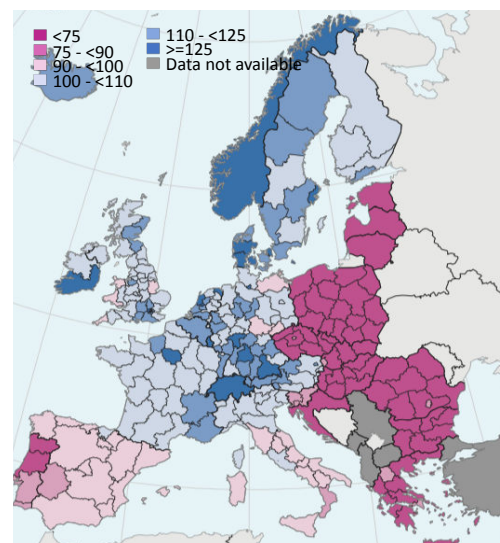 <75
75 - <90
90 - <100
100 - <110
110 - <125
>=125
Data not available